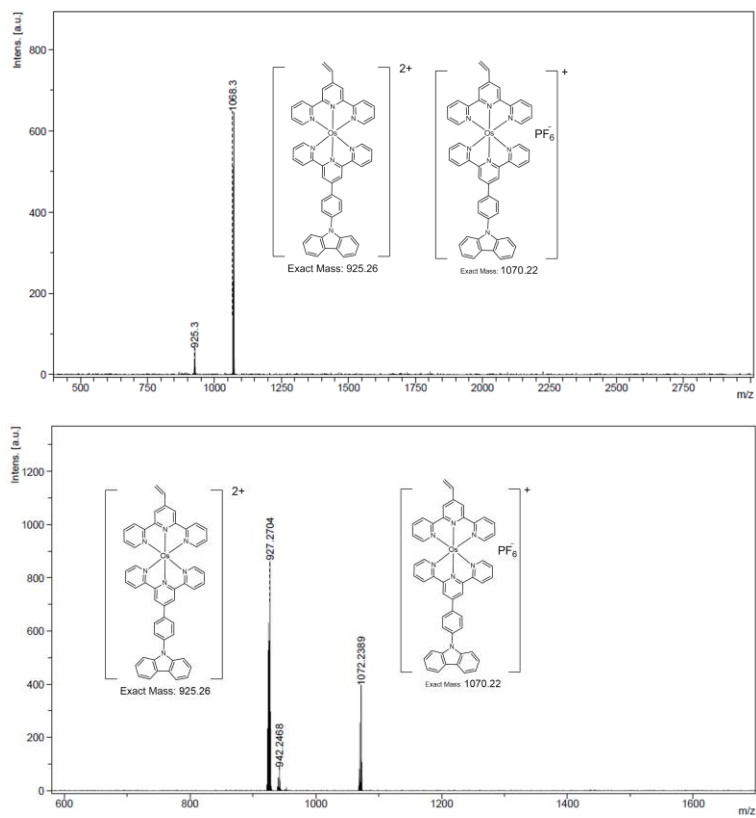 Intens. [a.u.]
800
600
400
200
0
500
750
1000
1250
1500
1750
2000
2250
2500
2750
m/z
925.3
1068.3
2+
N
N
N
Os
N
N
N
N
Exact Mass: 925.26
+
N
N
N
Os
PF6-
N
N
N
N
Exact Mass: 1070.22
Intens. [a.u.]
1200
1000
800
600
400
200
0
600
800
1000
1200
1400
1600
m/z
927.2704
942.2468
1072.2389
2+
N
N
N
Os
N
N
N
N
Exact Mass: 925.26
+
N
N
N
Os
PF6-
N
N
N
N
Exact Mass: 1070.22